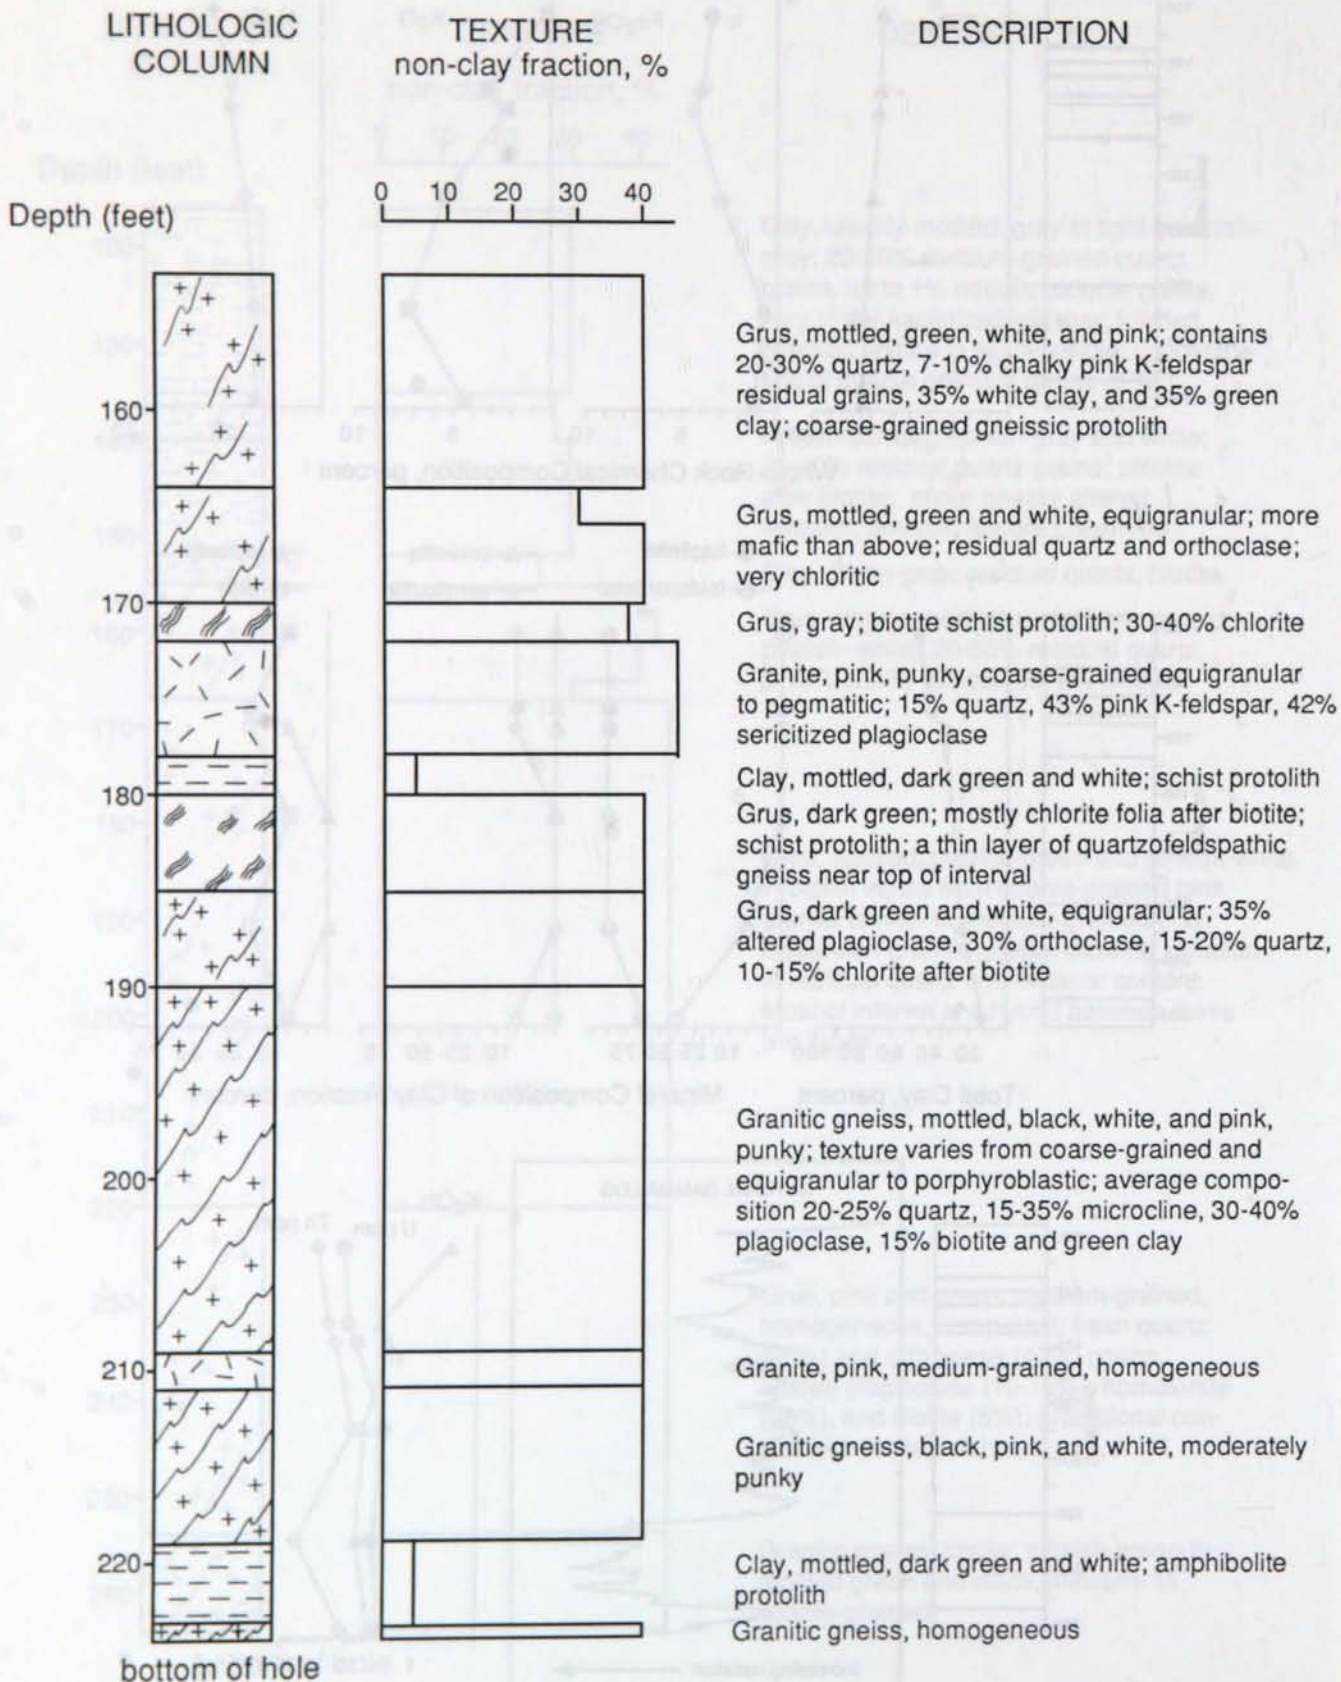 LITHOLOGIC
COLUMN
TEXTURE
non-clay fraction, %
DESCRIPTION
Depth (feet)
0 10 20 30 40
Grus, mottled, green, white, and pink; contains
20-30% quartz, 7-10% chalky pink K-feldspar
residual grains, 35% white clay, and 35% green
clay; coarse-grained gneissic protolith
160
Grus, mottled, green and white, equigranular; more
mafic than above; residual quartz and orthoclase;
very chloritic
170
Grus, gray; biotite schist protolith; 30-40% chlorite
Granite, pink, punky, coarse-grained equigranular
to pegmatitic; 15% quartz, 43% pink K-feldspar, 42%
sericitized plagioclase
Clay, mottled, dark green and white; schist protolith
180
Grus, dark green; mostly chlorite folia after biotite;
schist protolith; a thin layer of quartzofeldspathic
gneiss near top of interval
Grus, dark green and white, equigranular; 35%
altered plagioclase, 30% orthoclase, 15-20% quartz,
10-15% chlorite after biotite
190
Granitic gneiss, mottled, black, white, and pink,
punky; texture varies from coarse-grained and
equigranular to porphyroblastic; average compo-
sition 20-25% quartz, 15-35% microcline, 30-40%
plagioclase, 15% biotite and green clay
200
210
Granite, pink, medium-grained, homogeneous
Granitic gneiss, black, pink, and white, moderately
punky
220
Clay, mottled, dark green and white; amphibolite
protolith
Granitic gneiss, homogeneous
bottom of hole